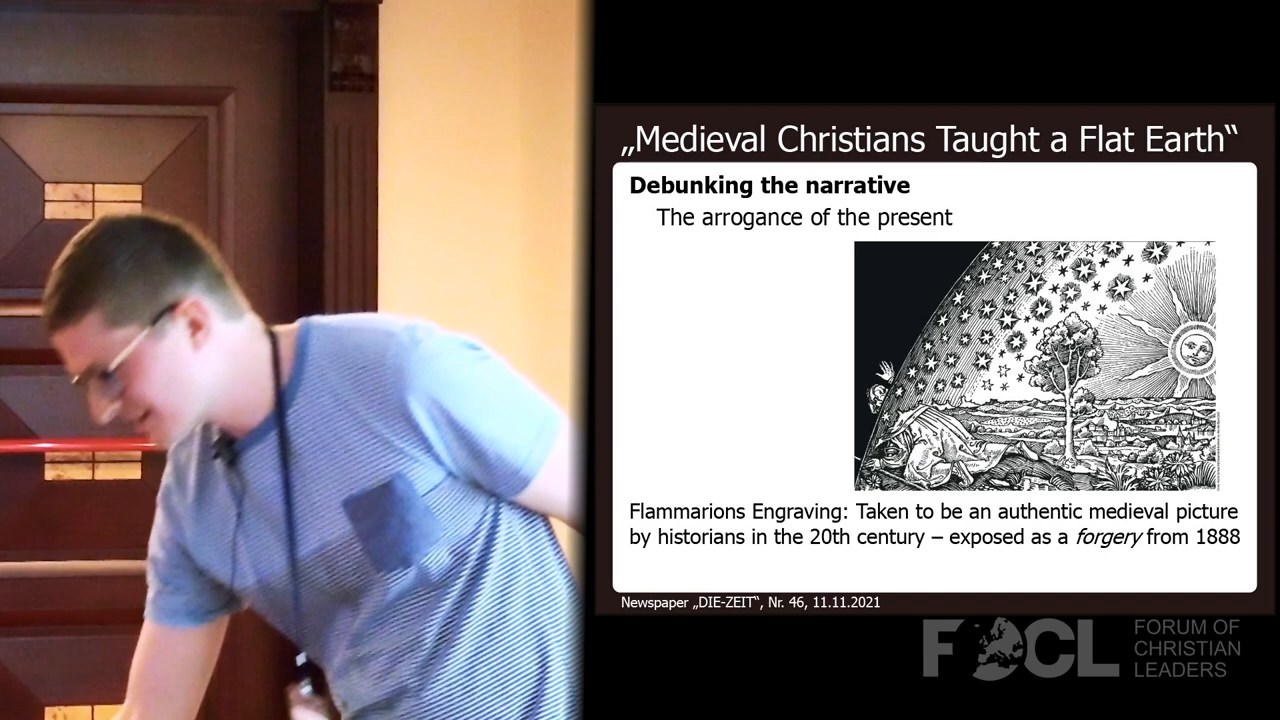 „Medieval Christians Taught a Flat Earth“
Debunking the narrative
The arrogance of the present
Flammarions Engraving: Taken to be an authentic medieval picture
by historians in the 20th century – exposed as a forgery from 1888
Newspaper „DIE-ZEIT“, Nr. 46, 11.11.2021
FOCL
FORUM OF
CHRISTIAN
LEADERS